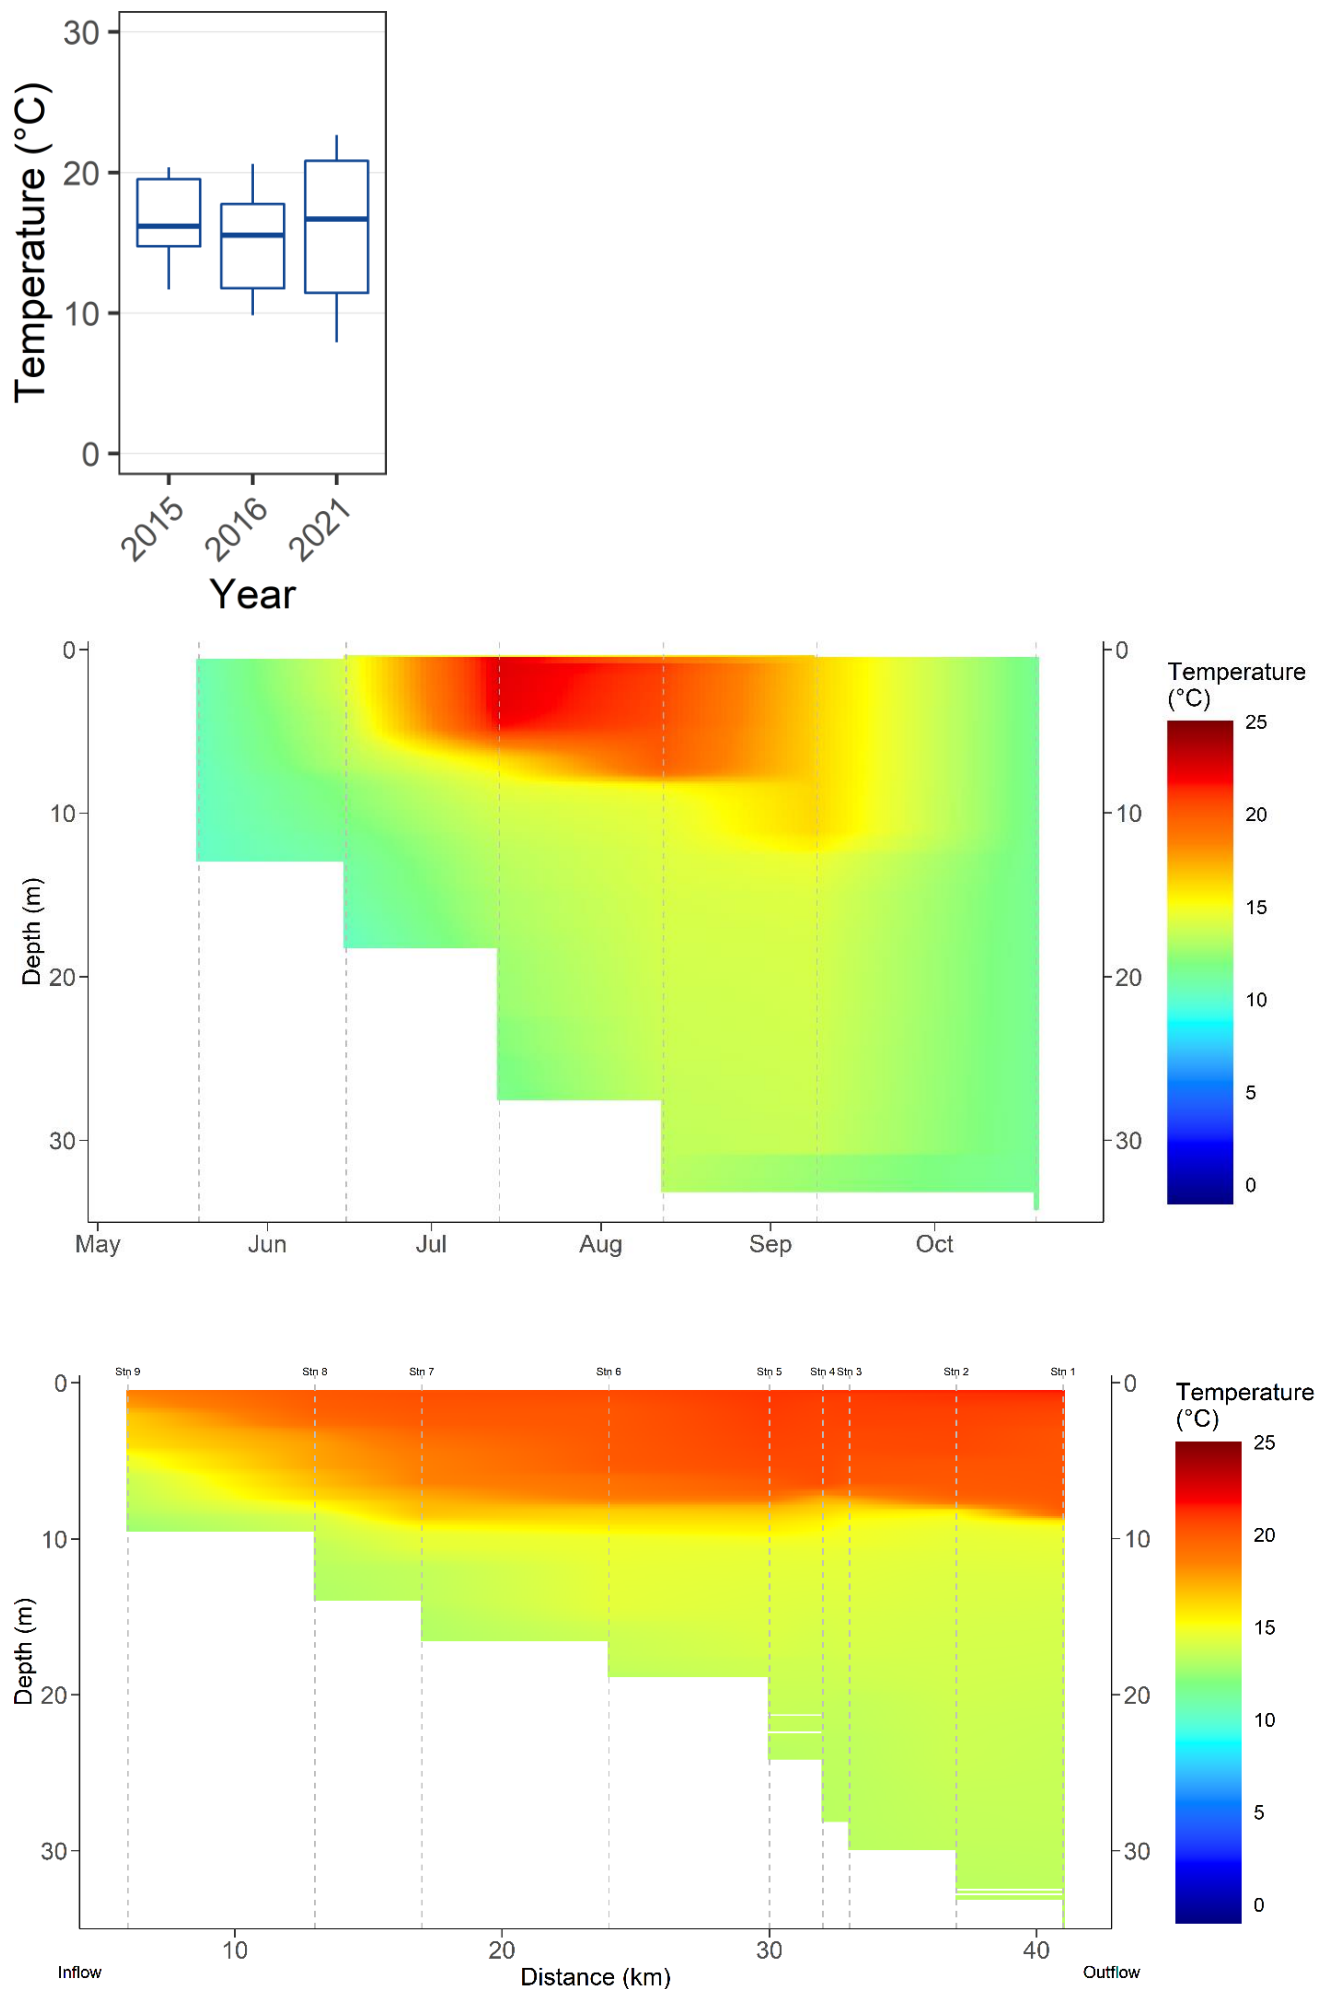 Temperature (°C)
30
20
10
0
2015 2016 2021
Year
Depth (m)
0
10
20
30
0
10
20
30
May Jun Jul Aug Sep Oct
Temperature
(°C)
25
20
15
10
5
0
Stn 9 Stn 8 Stn 7 Stn 6 Stn 5 Stn 4 Stn 3 Stn 2 Stn 1
Depth (m)
0
10
20
30
0
10
20
30
10 20 30 40
Inflow Distance (km) Outflow
Temperature
(°C)
25
20
15
10
5
0